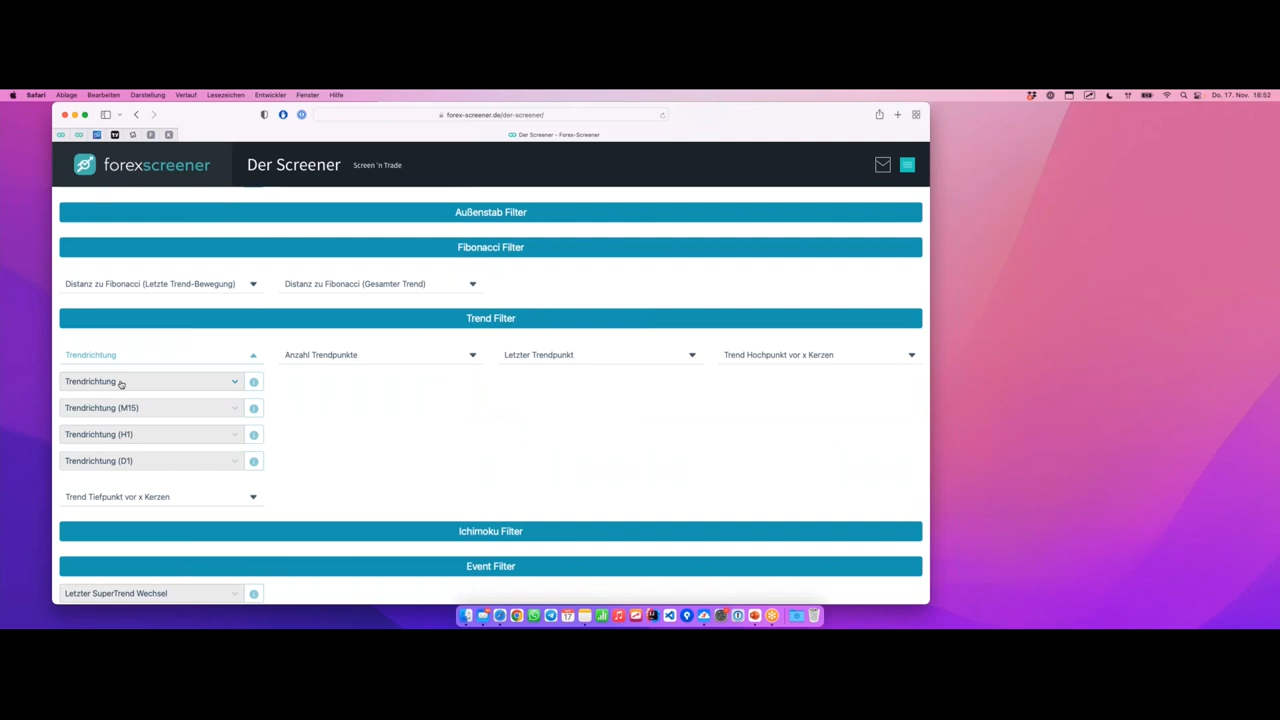 Safari Ablage Bearbeiten Darstellung Verlauf Lesezeichen Entwickler Fenster Hilfe Do. 17. Nov. 18:52
forex-screener.de/der-screener/
Der Screener - Forex-Screener
forexscreener Der Screener Screen 'n Trade
Außenstab Filter
Fibonacci Filter
Distanz zu Fibonacci (Letzte Trend-Bewegung) Distanz zu Fibonacci (Gesamter Trend)
Trend Filter
Trendrichtung Anzahl Trendpunkte Letzter Trendpunkt Trend Hochpunkt vor x Kerzen
Trendrichtung
Trendrichtung (M15)
Trendrichtung (H1)
Trendrichtung (D1)
Trend Tiefpunkt vor x Kerzen
Ichimoku Filter
Event Filter
Letzter SuperTrend Wechsel